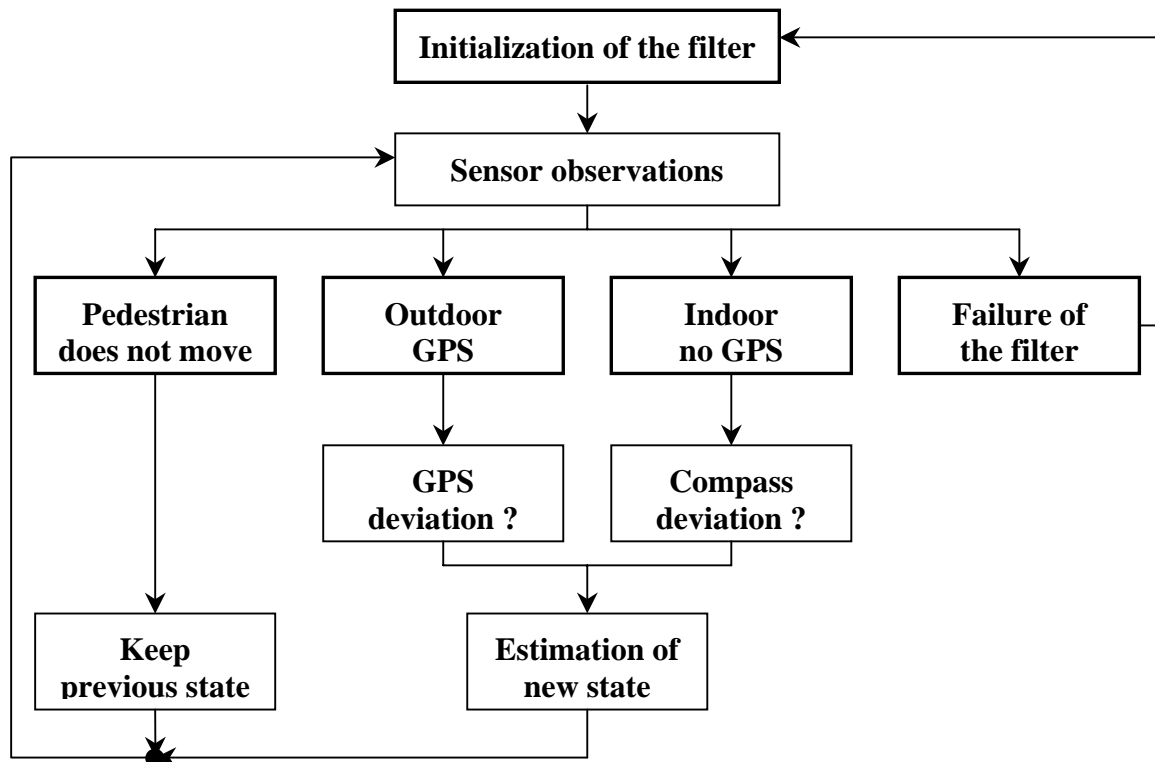 Initialization of the filter
Sensor observations
Pedestrian
does not move
Outdoor
GPS
Indoor
no GPS
Failure of
the filter
GPS
deviation ?
Compass
deviation ?
Keep
previous state
Estimation of
new state